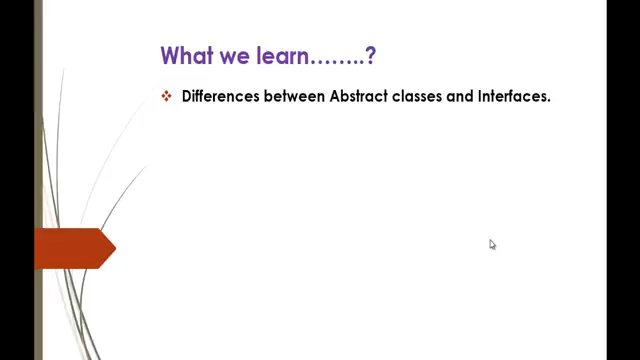 What we learn……..?
Differences between Abstract classes and Interfaces.